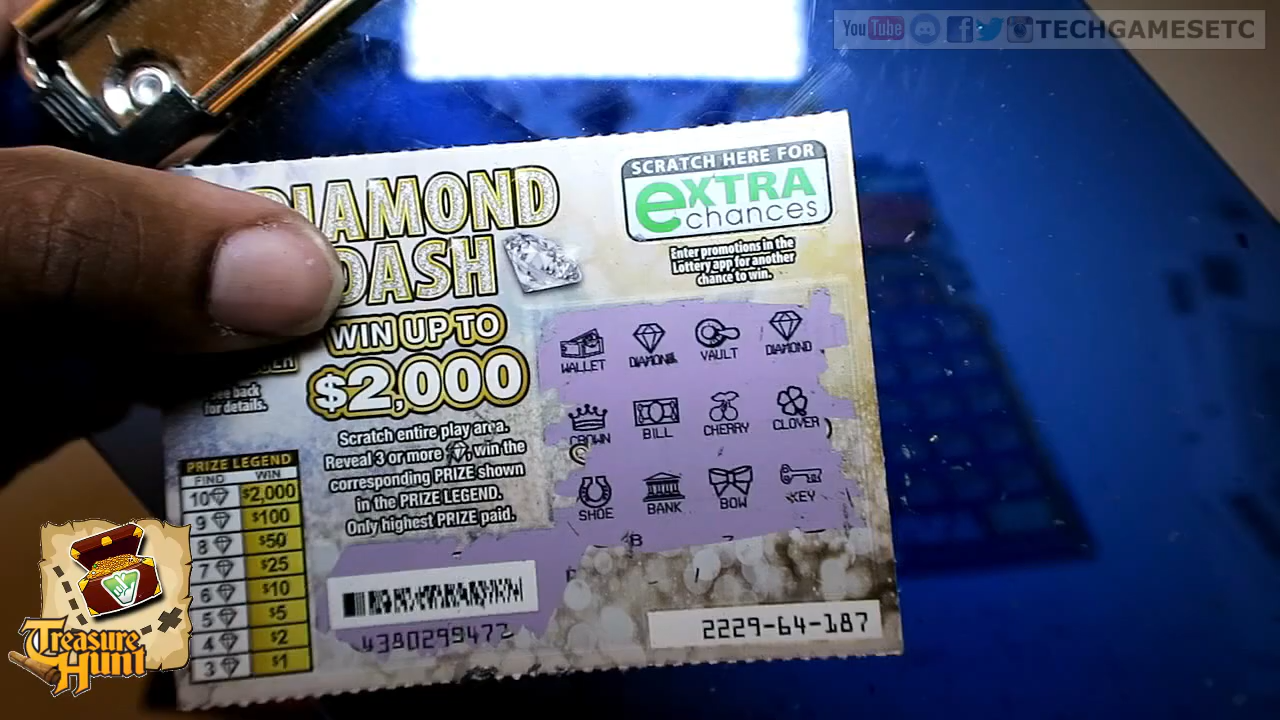 YouTube TECHGAMESETC
DIAMOND
DASH
WIN UP TO
$2,000
for details.
Scratch entire play area.
Reveal 3 or more , win the
corresponding PRIZE shown
in the PRIZE LEGEND.
Only highest PRIZE paid.
SCRATCH HERE FOR
eXTRA
chances
Enter promotions in the
Lottery app for another
chance to win.
WALLET DIAMOND VAULT DIAMOND
CROWN BILL CHERRY CLOVER
SHOE BANK BOW KEY
PRIZE LEGEND
FIND WIN
10 $2,000
9 $100
8 $50
7 $25
6 $10
5 $5
4 $2
3 $1
4380299472
2229-64-187
Treasure
Hunt